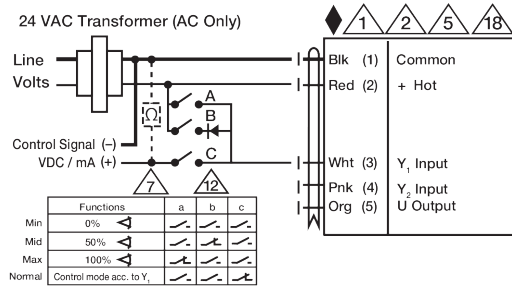 24 VAC Transformer (AC Only)
1 2 5 18
Line
Volts
Blk (1) Common
Red (2) + Hot
A
B
Ω
Control Signal (–)
VDC / mA (+)
C
Wht (3) Y1 Input
Pnk (4) Y2 Input
Org (5) U Output
7 12
Functions a b c
Min 0%
Mid 50%
Max 100%
Normal Control mode acc. to Y1